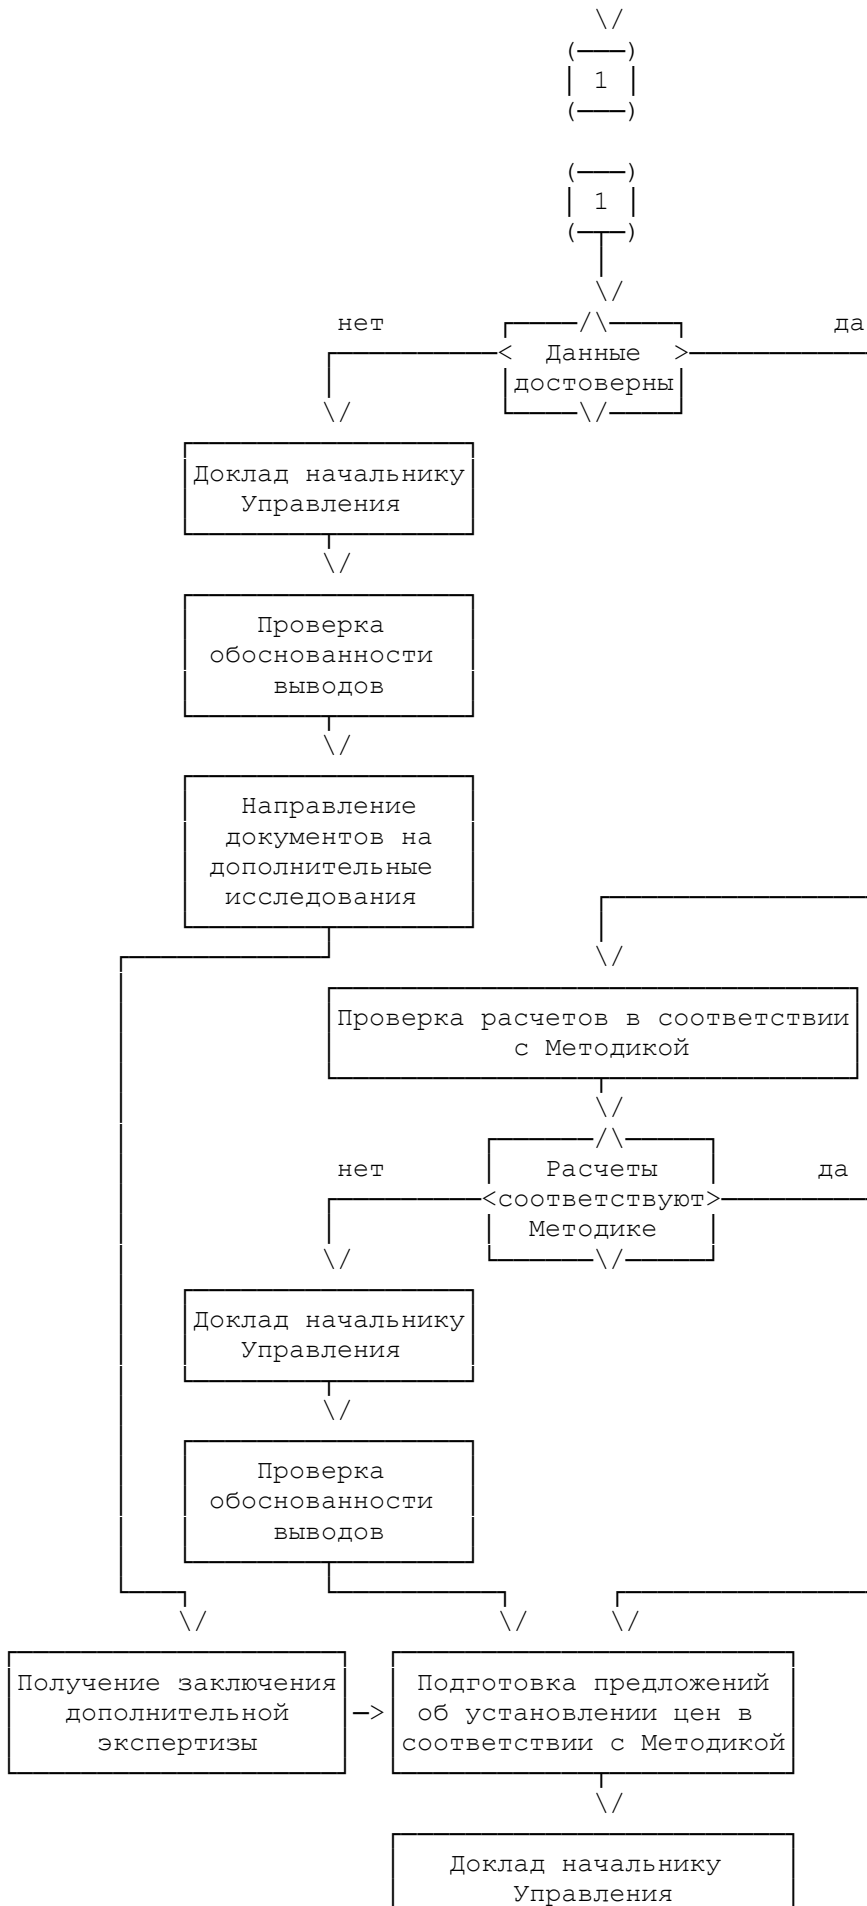 1
1
нет
да
Данные
достоверны
Доклад начальнику
Управления
Проверка
обоснованности
выводов
Направление
документов на
дополнительные
исследования
Проверка расчетов в соответствии
с Методикой
нет
Расчеты
да
соответствуют
Методике
Доклад начальнику
Управления
Проверка
обоснованности
выводов
Получение заключения
дополнительной
экспертизы
Подготовка предложений
об установлении цен в
соответствии с Методикой
Доклад начальнику
Управления